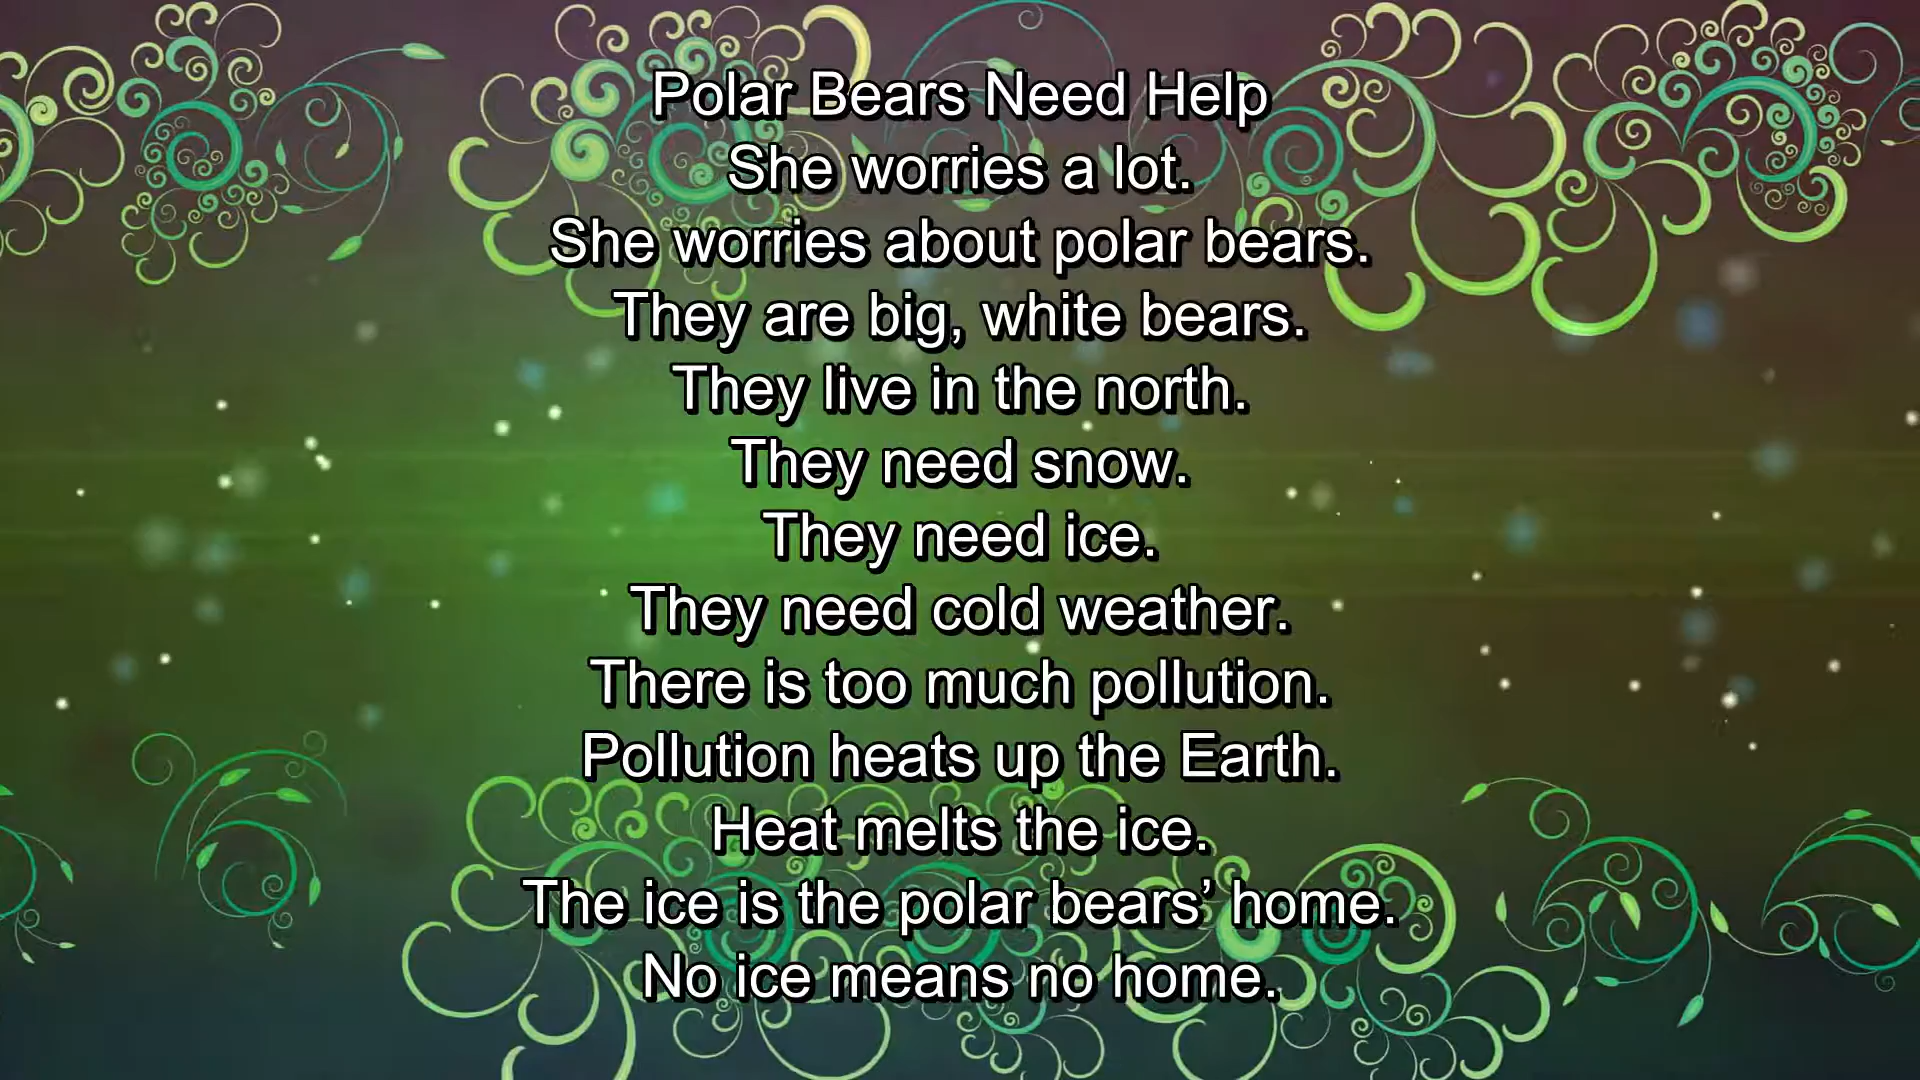 Polar Bears Need Help
She worries a lot.
She worries about polar bears.
They are big, white bears.
They live in the north.
They need snow.
They need ice.
They need cold weather.
There is too much pollution.
Pollution heats up the Earth.
Heat melts the ice.
The ice is the polar bears’ home.
No ice means no home.